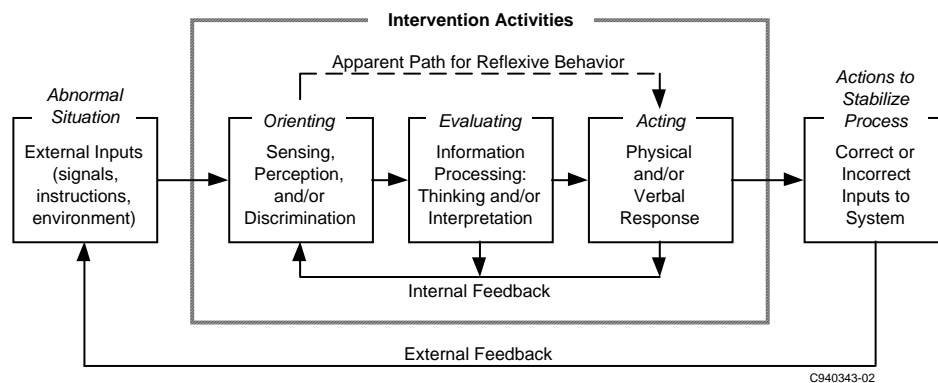 Intervention Activities
Apparent Path for Reflexive Behavior
Abnormal
Situation
External Inputs
(signals,
instructions,
environment)
Orienting
Sensing,
Perception,
and/or
Discrimination
Evaluating
Information
Processing:
Thinking and/or
Interpretation
Acting
Physical
and/or
Verbal
Response
Actions to
Stabilize
Process
Correct or
Incorrect
Inputs to
System
Internal Feedback
External Feedback
C940343-02